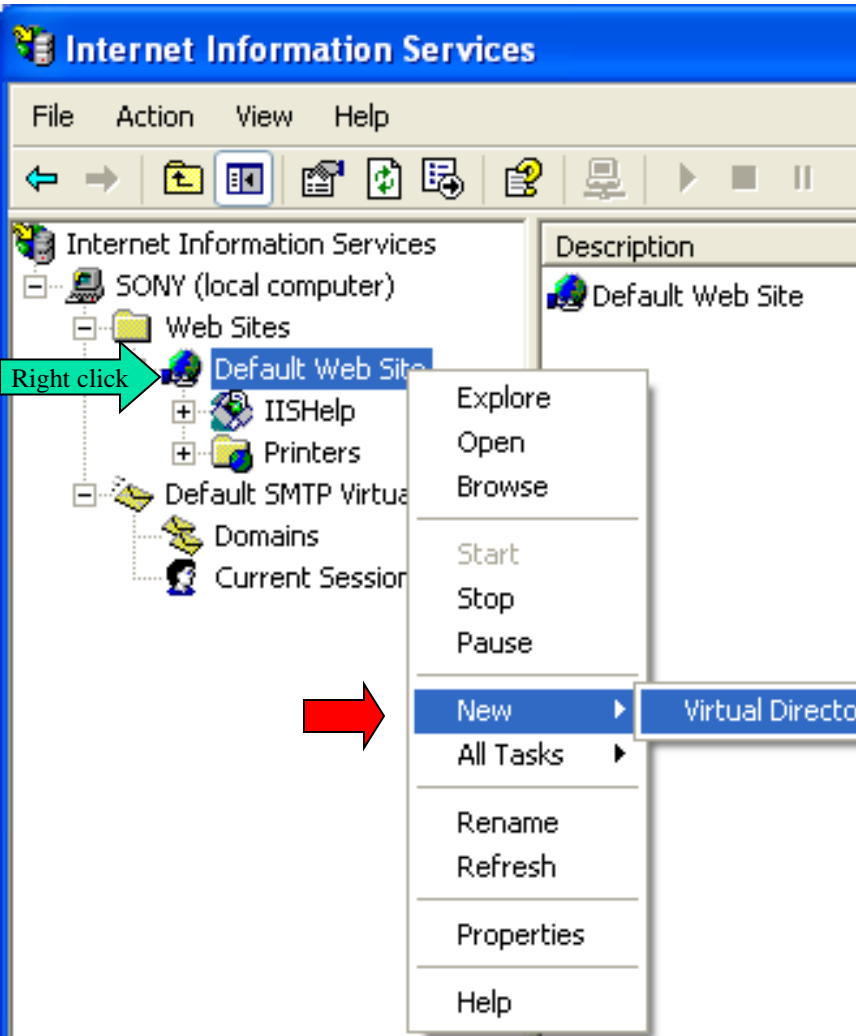 Internet Information Services
File Action View Help
Internet Information Services
SONY (local computer)
Web Sites
Default Web Site
IISHelp
Printers
Default SMTP Virtua
Domains
Current Session
Right click
Description
Default Web Site
Explore
Open
Browse
Start
Stop
Pause
New
Virtual Directo
All Tasks
Rename
Refresh
Properties
Help